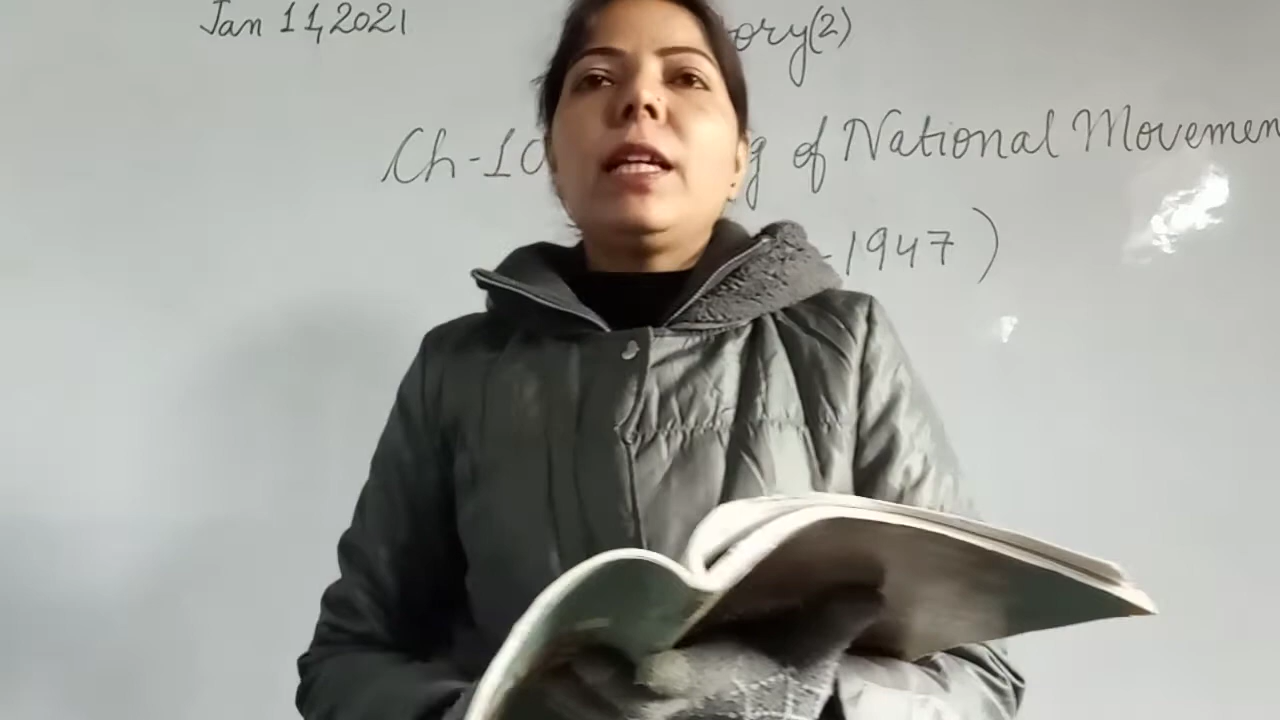 Jan 11, 2021 ory(2)
Ch-10 g of National Movemen
-1947)